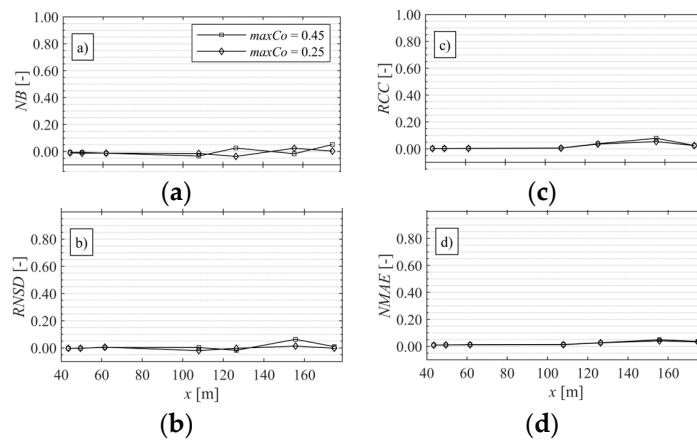 1.00
0.80
0.60
0.40
0.20
0.00
NB [-]
a)
maxCo = 0.45
maxCo = 0.25
(a)
1.00
0.80
0.60
0.40
0.20
0.00
RCC [-]
c)
(c)
0.80
0.60
0.40
0.20
0.00
RNSD [-]
b)
40 60 80 100 120 140 160
x [m]
(b)
0.80
0.60
0.40
0.20
0.00
NMAE [-]
d)
40 60 80 100 120 140 160
x [m]
(d)